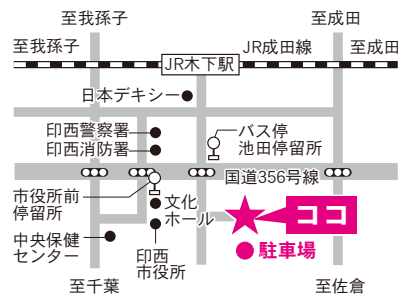 至我孫子
至成田
至我孫子
JR成田線
至成田
JR木下駅
日本デキシー
印西警察署
印西消防署
バス停
池田停留所
国道356号線
市役所前
停留所
文化
ホール
ココ
中央保健
センター
印西
市役所
駐車場
至千葉
至佐倉